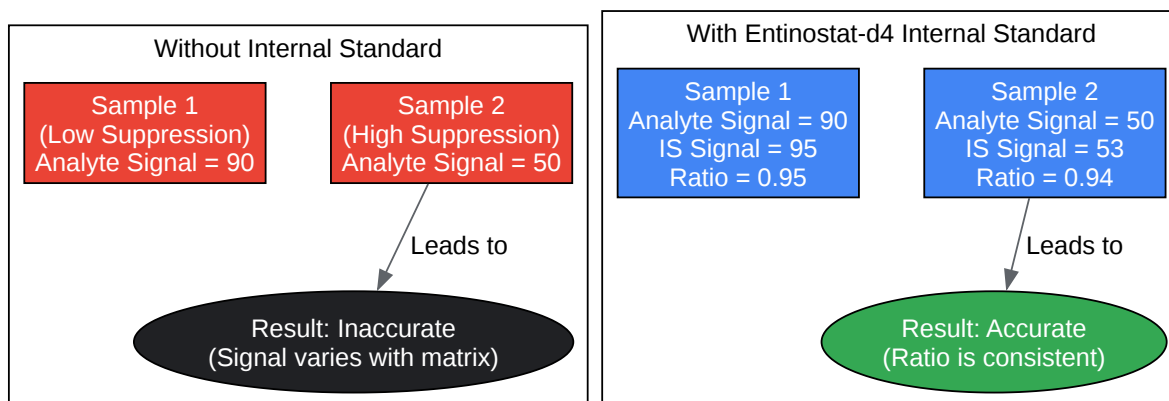 Without Internal Standard
Sample 1
(Low Suppression)
Analyte Signal = 90
Sample 2
(High Suppression)
Analyte Signal = 50
Leads to
Result: Inaccurate
(Signal varies with matrix)
With Entinostat-d4 Internal Standard
Sample 1
Analyte Signal = 90
IS Signal = 95
Ratio = 0.95
Sample 2
Analyte Signal = 50
IS Signal = 53
Ratio = 0.94
Leads to
Result: Accurate
(Ratio is consistent)